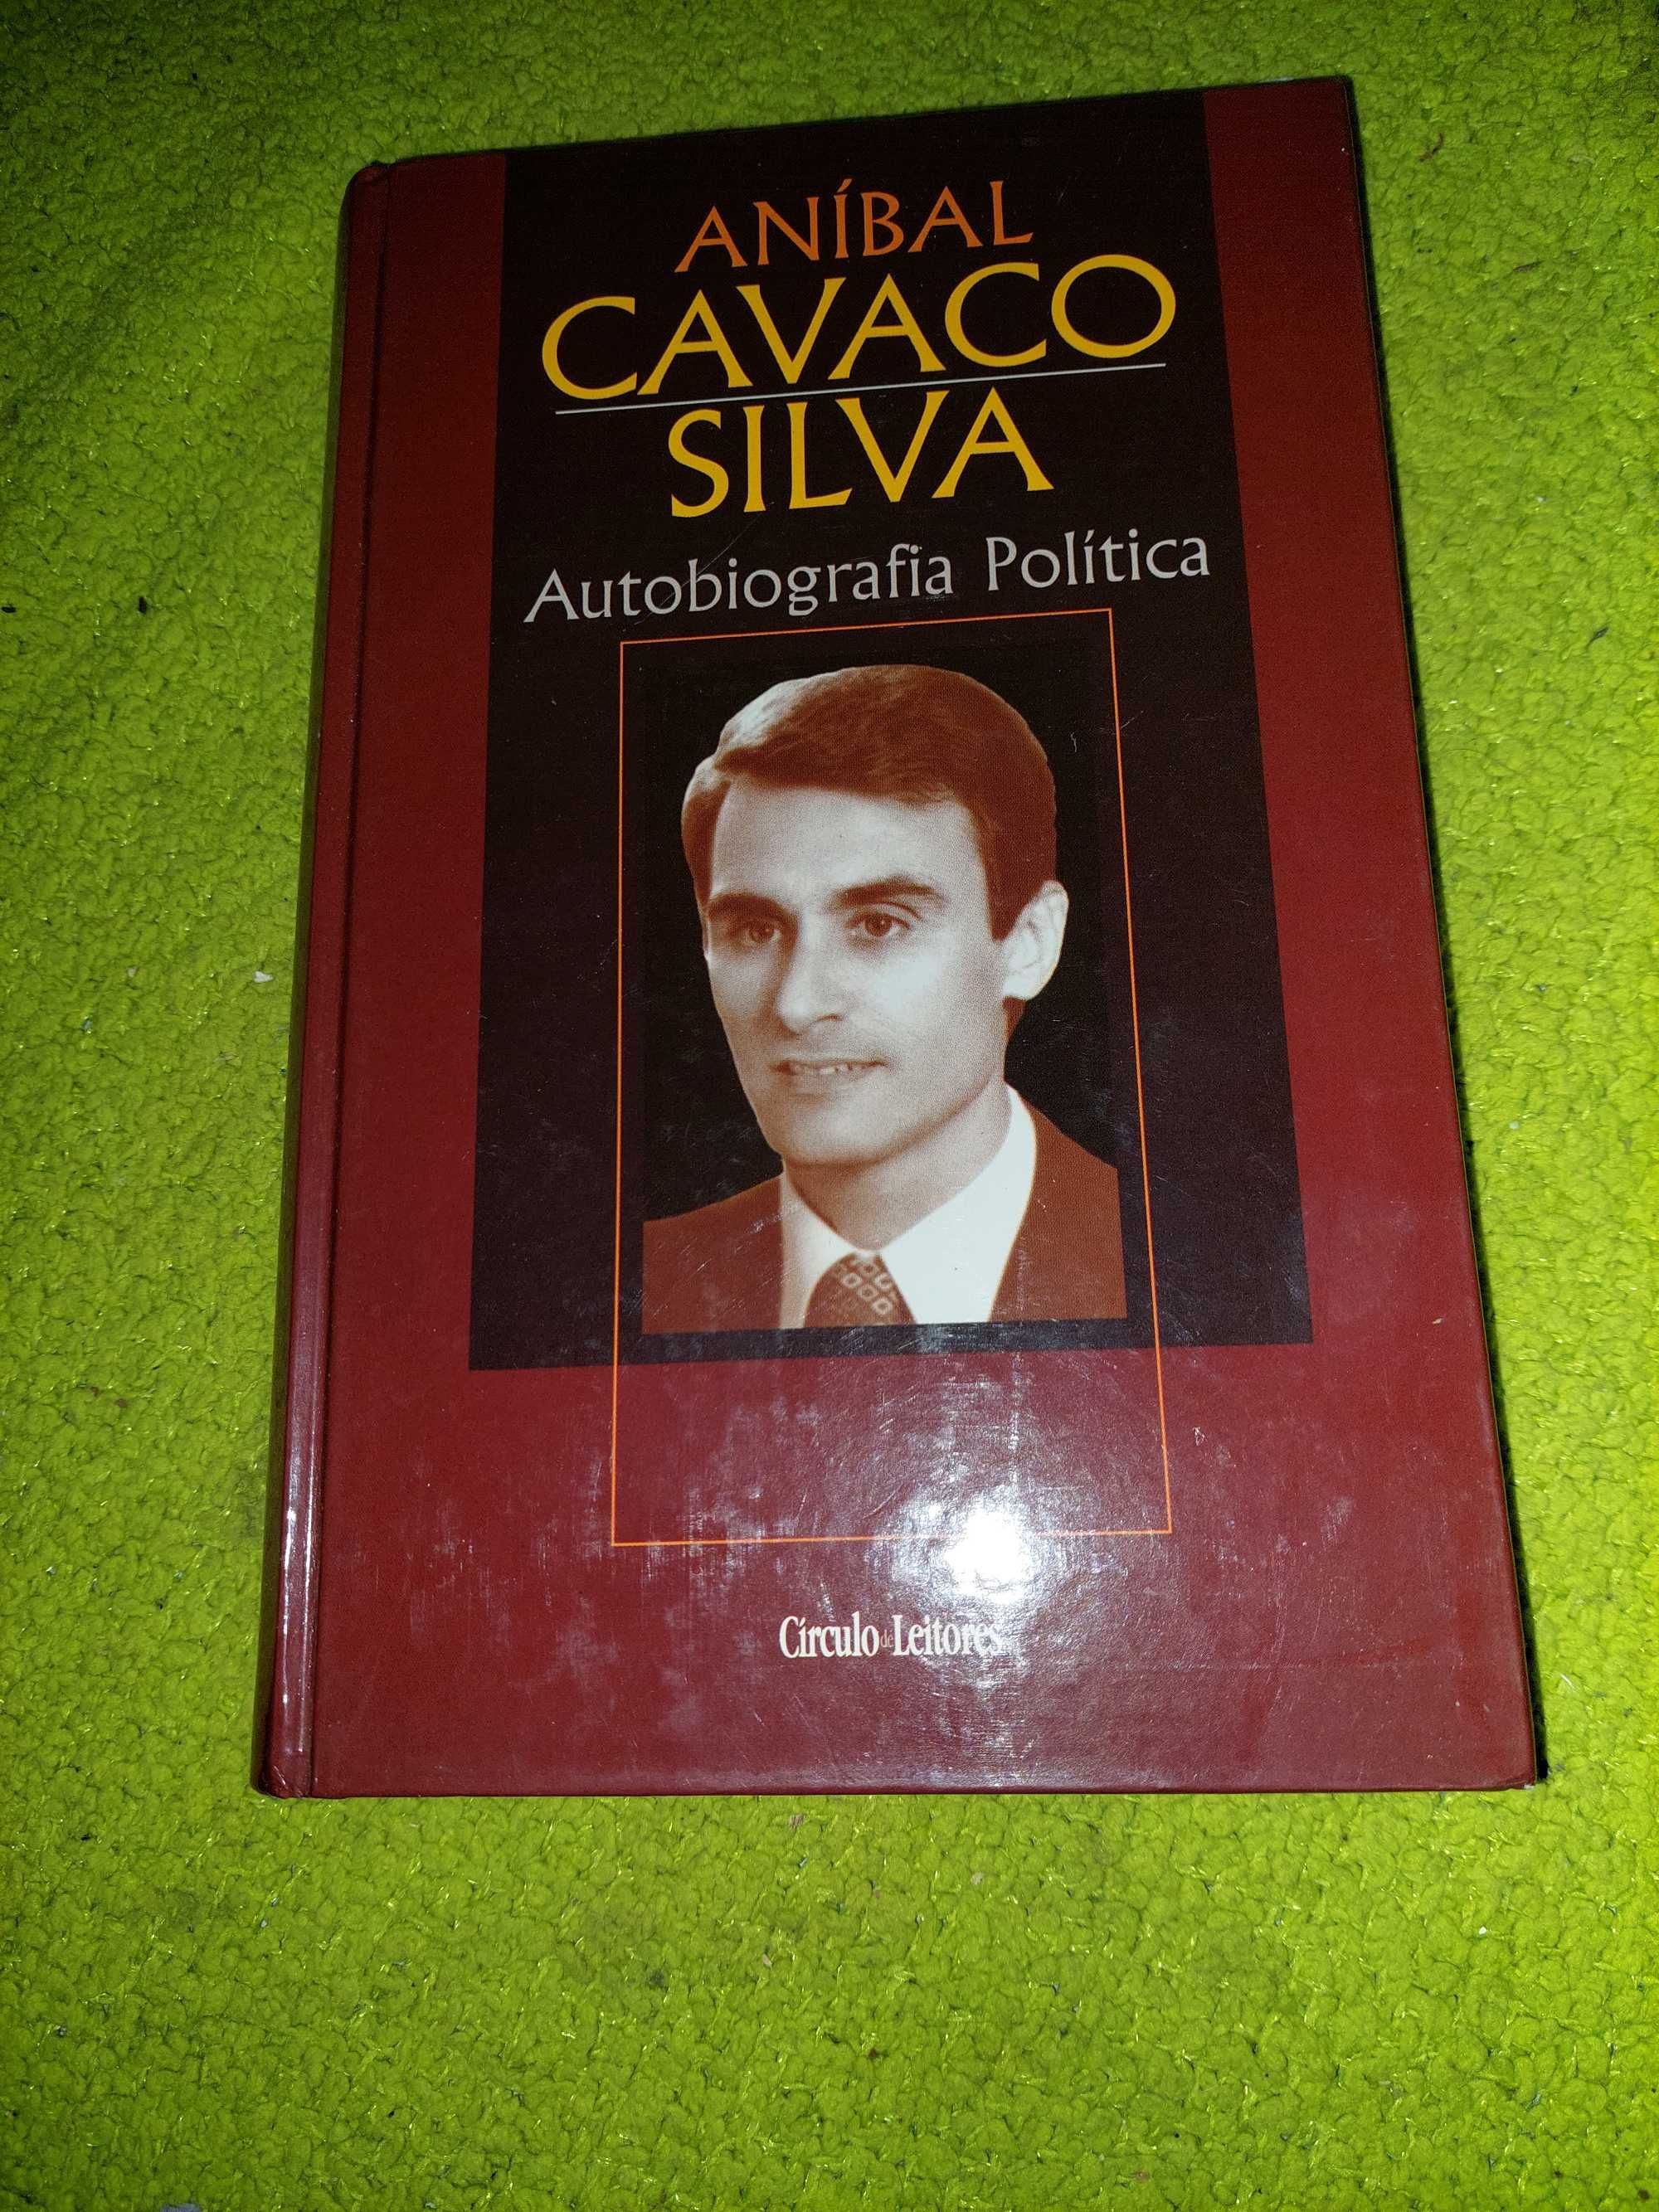 ANÍBAL
CAVACO
SILVA
Autobiografia Política
Círculo de Leitores